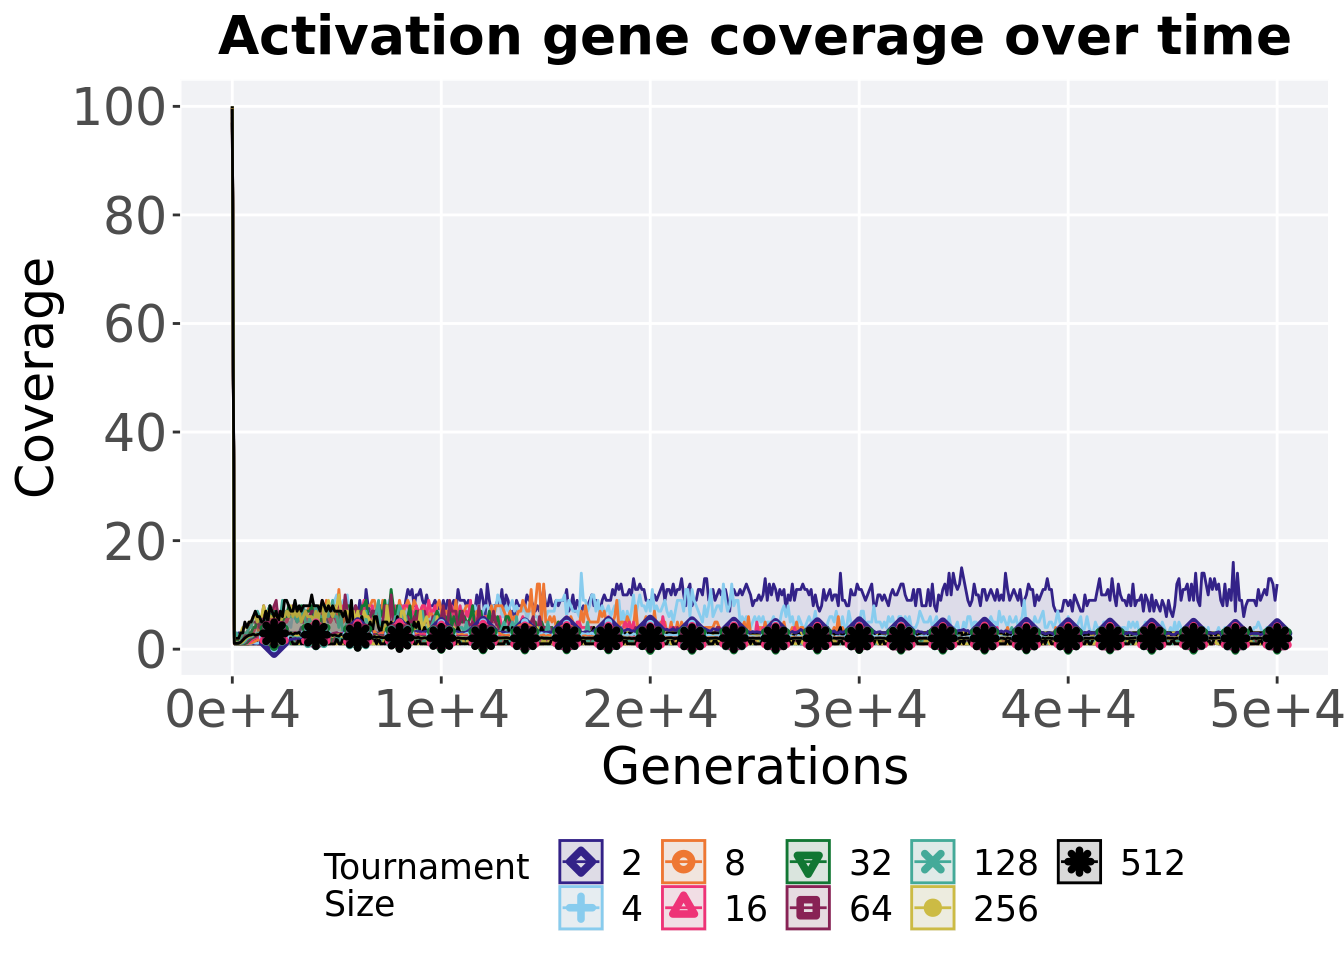 Activation gene coverage over time
100
80
60
40
20
0
Coverage
0e+4 1e+4 2e+4 3e+4 4e+4 5e+4
Generations
Tournament
Size
2 8 32 128 512
4 16 64 256